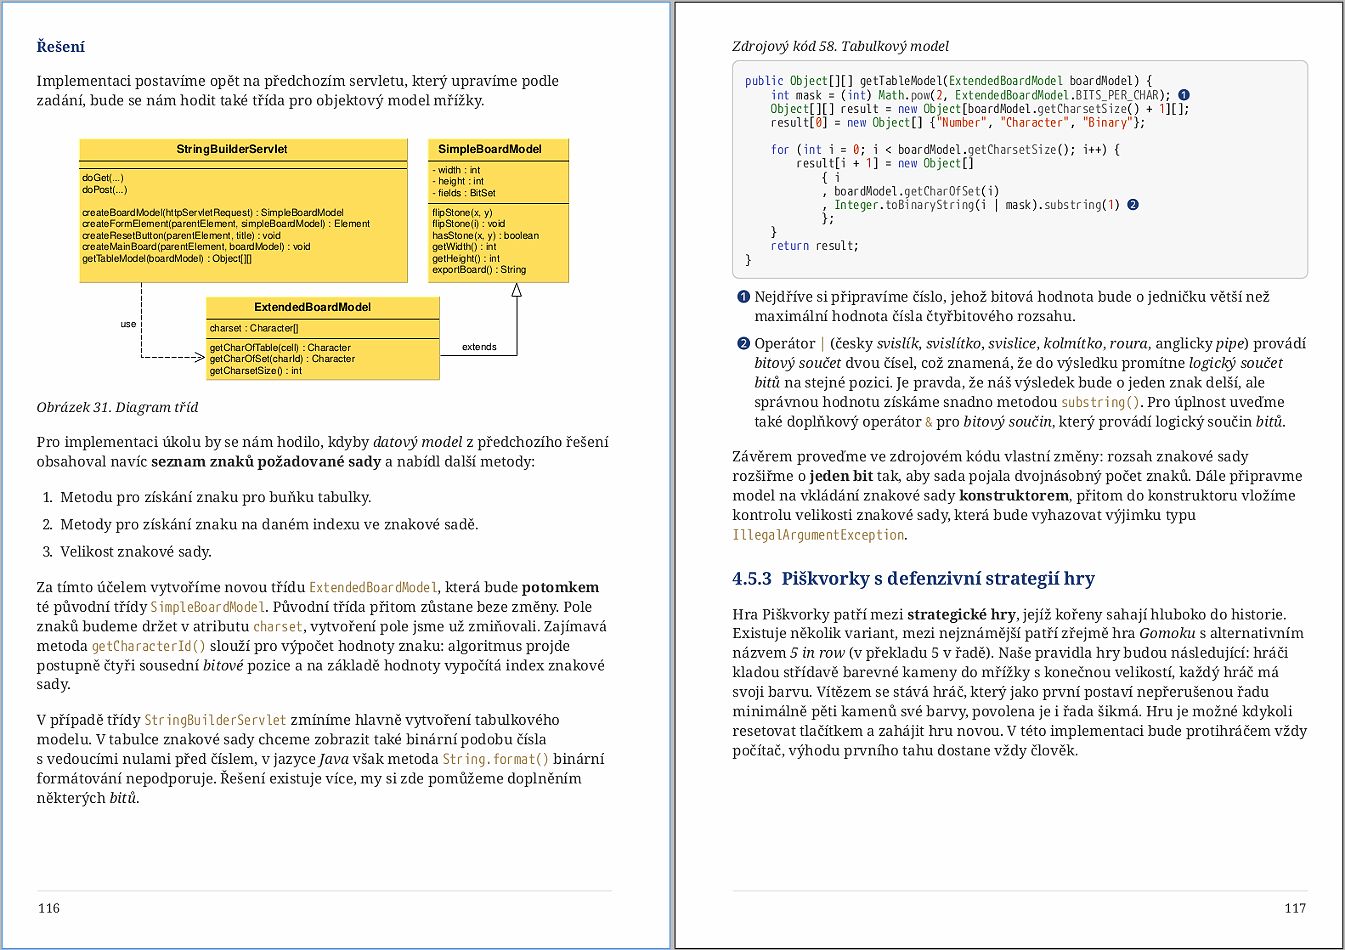 Řešení
Implementaci postavíme opět na předchozím servletu, který upravíme podle
zadání, bude se nám hodit také třída pro objektový model mřížky.
StringBuilderServlet
doGet(...)
doPost(...)
createBoardModel(httpServletRequest) : SimpleBoardModel
createFormElement(parentElement, simpleBoardModel) : Element
createResetButton(parentElement, title) : void
createMainBoard(parentElement, boardModel) : void
getTableModel(boardModel) : Object[][]
SimpleBoardModel
- width : int
- height : int
- fields : BitSet
flipStone(x, y)
flipStone(i) : void
hasStone(x, y) : boolean
getWidth() : int
getHeight() : int
exportBoard() : String
use
ExtendedBoardModel
charset : Character[]
getCharOfTable(cell) : Character
getCharOfSet(charId) : Character
getCharsetSize() : int
extends
Obrázek 31. Diagram tříd
Pro implementaci úkolu by se nám hodilo, kdyby datový model z předchozího řešení
obsahoval navíc seznam znaků požadované sady a nabídl další metody:
1. Metodu pro získání znaku pro buňku tabulky.
2. Metody pro získání znaku na daném indexu ve znakové sadě.
3. Velikost znakové sady.
Za tímto účelem vytvoříme novou třídu ExtendedBoardModel, která bude potomkem
té původní třídy SimpleBoardModel. Původní třída přitom zůstane beze změny. Pole
znaků budeme držet v atributu charset, vytvoření pole jsme už zmiňovali. Zajímavá
metoda getCharacterId() slouží pro výpočet hodnoty znaku: algoritmus projde
postupně čtyři sousední bitové pozice a na základě hodnoty vypočítá index znakové
sady.
V případě třídy StringBuilderServlet zmíníme hlavně vytvoření tabulkového
modelu. V tabulce znakové sady chceme zobrazit také binární podobu čísla
s vedoucími nulami před číslem, v jazyce Java však metoda String.format() binární
formátování nepodporuje. Řešení existuje více, my si zde pomůžeme doplněním
některých bitů.
116
Zdrojový kód 58. Tabulkový model
public Object[][] getTableModel(ExtendedBoardModel boardModel) {
int mask = (int) Math.pow(2, ExtendedBoardModel.BITS_PER_CHAR); ❶
Object[][] result = new Object[boardModel.getCharsetSize() + 1][];
result[0] = new Object[] {"Number", "Character", "Binary"};
for (int i = 0; i < boardModel.getCharsetSize(); i++) {
result[i + 1] = new Object[]
{ i
, boardModel.getCharOfSet(i)
, Integer.toBinaryString(i | mask).substring(1) ❷
};
}
return result;
}
❶ Nejdříve si připravíme číslo, jehož bitová hodnota bude o jedničku větší než
maximální hodnota čísla čtyřbitového rozsahu.
❷ Operátor | (česky svislík, svislítko, svislice, kolmítko, roura, anglicky pipe) provádí
bitový součet dvou čísel, což znamená, že do výsledku promítne logický součet
bitů na stejné pozici. Je pravda, že náš výsledek bude o jeden znak delší, ale
správnou hodnotu získáme snadno metodou substring(). Pro úplnost uveďme
také doplňkový operátor & pro bitový součin, který provádí logický součin bitů.
Závěrem proveďme ve zdrojovém kódu vlastní změny: rozsah znakové sady
rozšiřme o jeden bit tak, aby sada pojala dvojnásobný počet znaků. Dále připravme
model na vkládání znakové sady konstruktorem, přitom do konstruktoru vložíme
kontrolu velikosti znakové sady, která bude vyhazovat výjimku typu
IllegalArgumentException.
4.5.3 Piškvorky s defenzivní strategií hry
Hra Piškvorky patří mezi strategické hry, jejíž kořeny sahají hluboko do historie.
Existuje několik variant, mezi nejznámější patří zřejmě hra Gomoku s alternativním
názvem 5 in row (v překladu 5 v řadě). Naše pravidla hry budou následující: hráči
kladou střídavě barevné kameny do mřížky s konečnou velikostí, každý hráč má
svoji barvu. Vítězem se stává hráč, který jako první postaví nepřerušenou řadu
minimálně pěti kamenů své barvy, povolena je i řada šikmá. Hru je možné kdykoli
resetovat tlačítkem a zahájit hru novou. V této implementaci bude protihráčem vždy
počítač, výhodu prvního tahu dostane vždy člověk.
117